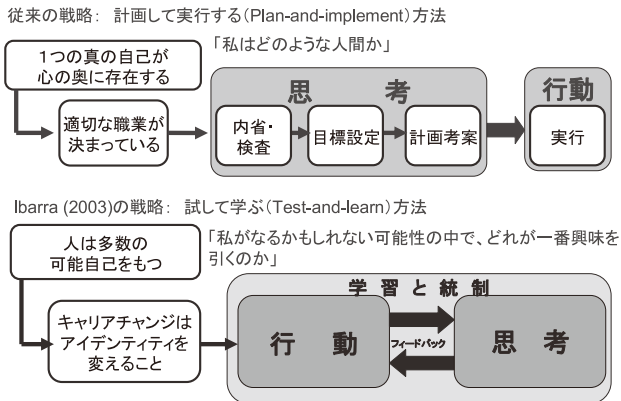 従来の戦略： 計画して実行する（Plan-and-implement）方法
１つの真の自己が
心の奥に存在する
「私はどのような人間か」
思 考
行動
適切な職業が
決まっている
内省・
検査
目標設定
計画考案
実行
Ibarra (2003)の戦略： 試して学ぶ（Test-and-learn）方法
人は多数の
可能自己をもつ
「私がなるかもしれない可能性の中で、どれが一番興味を
引くのか」
学 習 と 統 制
キャリアチェンジは
アイデンティティを
変えること
行 動
フィードバック
思 考